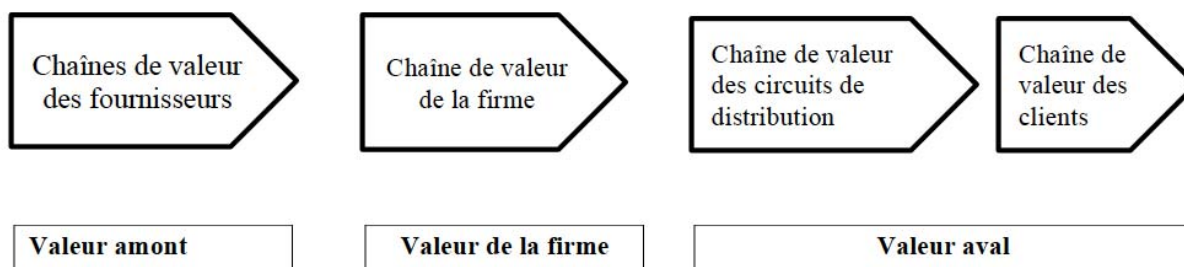 Chaînes de valeur
des fournisseurs
Chaîne de valeur
de la firme
Chaîne de valeur
des circuits de
distribution
Chaîne de
valeur des
clients
Valeur amont
Valeur de la firme
Valeur aval